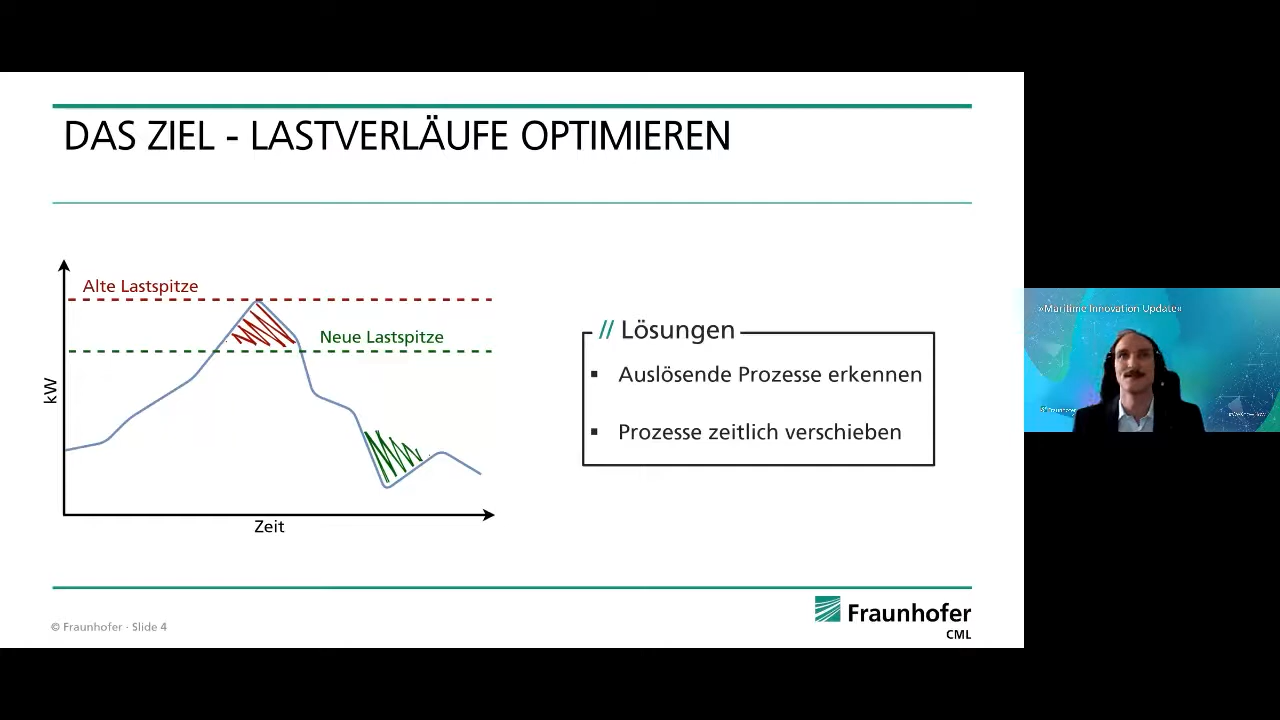 DAS ZIEL - LASTVERLÄUFE OPTIMIEREN
Alte Lastspitze
Neue Lastspitze
kW
Zeit
// Lösungen
▪ Auslösende Prozesse erkennen
▪ Prozesse zeitlich verschieben
© Fraunhofer · Slide 4
Fraunhofer
CML
»Maritime Innovation Update«
Fraunhofer